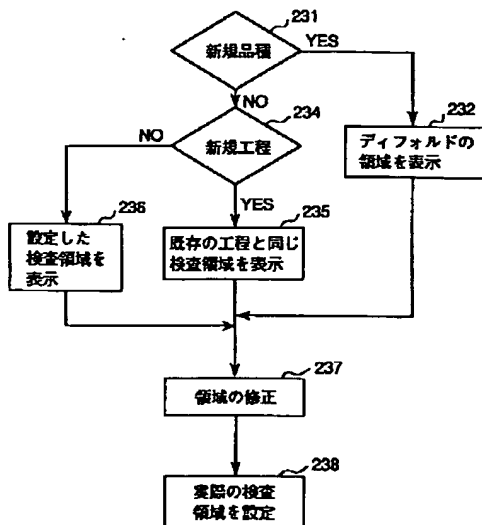 231
新規品種
YES
NO
234
新規工程
NO
YES
232
ディフォルドの
領域を表示
236
設定した
検査領域を
表示
235
既存の工程と同じ
検査領域を表示
237
領域の修正
238
実際の検査
領域を設定